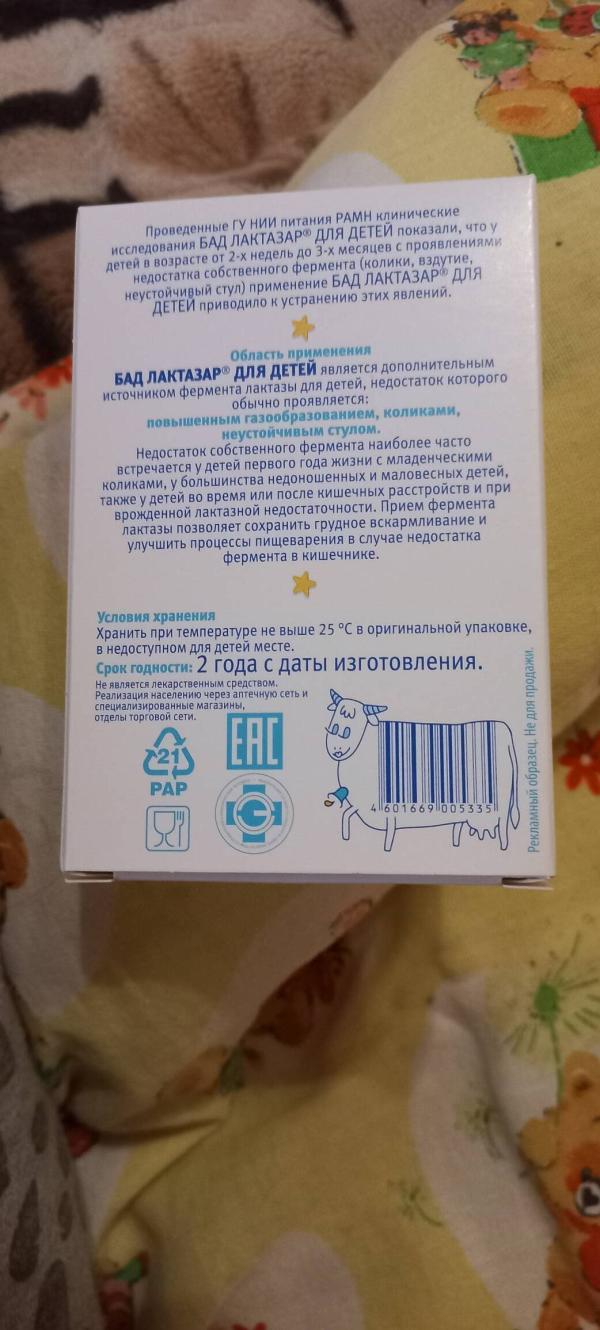 Проведенные ГУ НИИ питания РАМН клинические
исследования БАД ЛАКТАЗАР® ДЛЯ ДЕТЕЙ показали, что у
детей в возрасте от 2-х недель до 3-х месяцев с проявлениями
недостатка собственного фермента (колики, вздутие,
неустойчивый стул) применение БАД ЛАКТАЗАР® ДЛЯ
ДЕТЕЙ приводило к устранению этих явлений.
Область применения
БАД ЛАКТАЗАР® ДЛЯ ДЕТЕЙ является дополнительным
источником фермента лактазы для детей, недостаток которого
обычно проявляется:
повышенным газообразованием, коликами,
неустойчивым стулом.
Недостаток собственного фермента наиболее часто
встречается у детей первого года жизни с младенческими
коликами, у большинства недоношенных и маловесных детей,
также у детей во время или после кишечных расстройств и при
врожденной лактазной недостаточности. Прием фермента
лактазы позволяет сохранить грудное вскармливание и
улучшить процессы пищеварения в случае недостатка
фермента в кишечнике.
Условия хранения
Хранить при температуре не выше 25 °C в оригинальной упаковке,
в недоступном для детей месте.
Срок годности: 2 года с даты изготовления.
Не является лекарственным средством.
Реализация населению через аптечную сеть и
специализированные магазины,
отделы торговой сети.
21
PAP
EAC
4 601669 005335
Рекламный образец. Не для продажи.